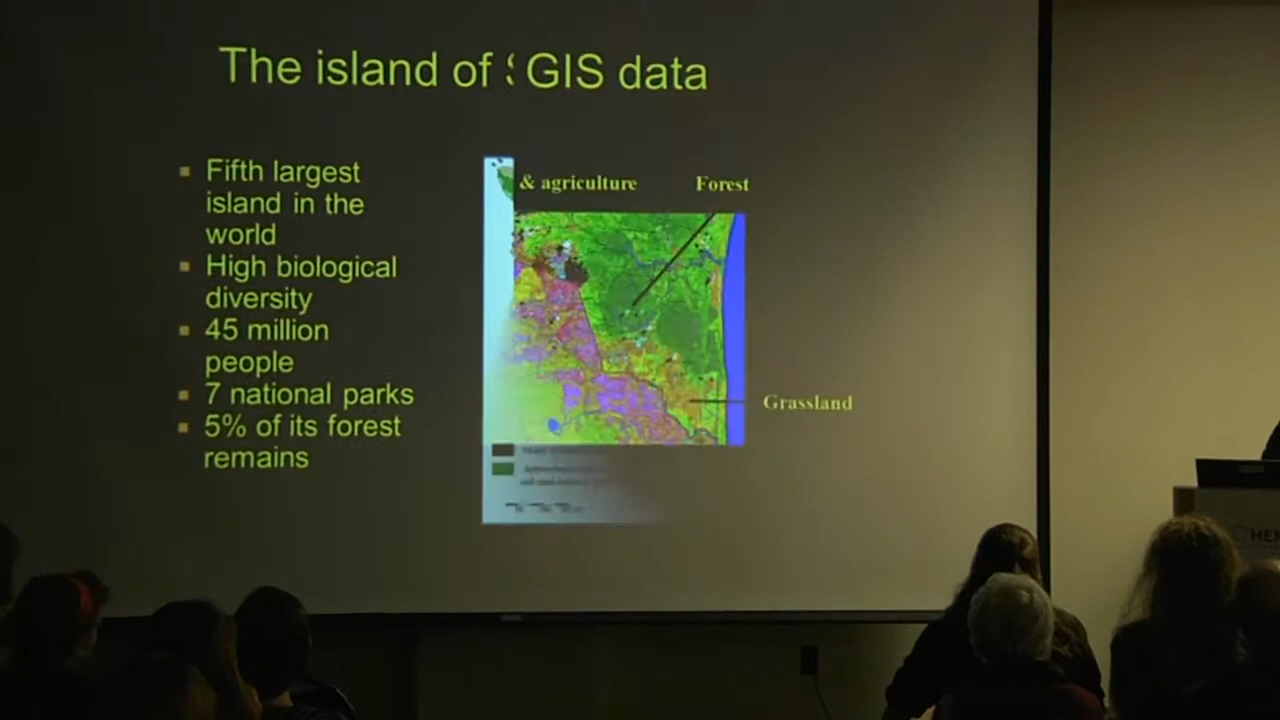 The island of GIS data
Fifth largest
island in the
world
High biological
diversity
45 million
people
7 national parks
5% of its forest
remains
& agriculture Forest
Grassland
HEN